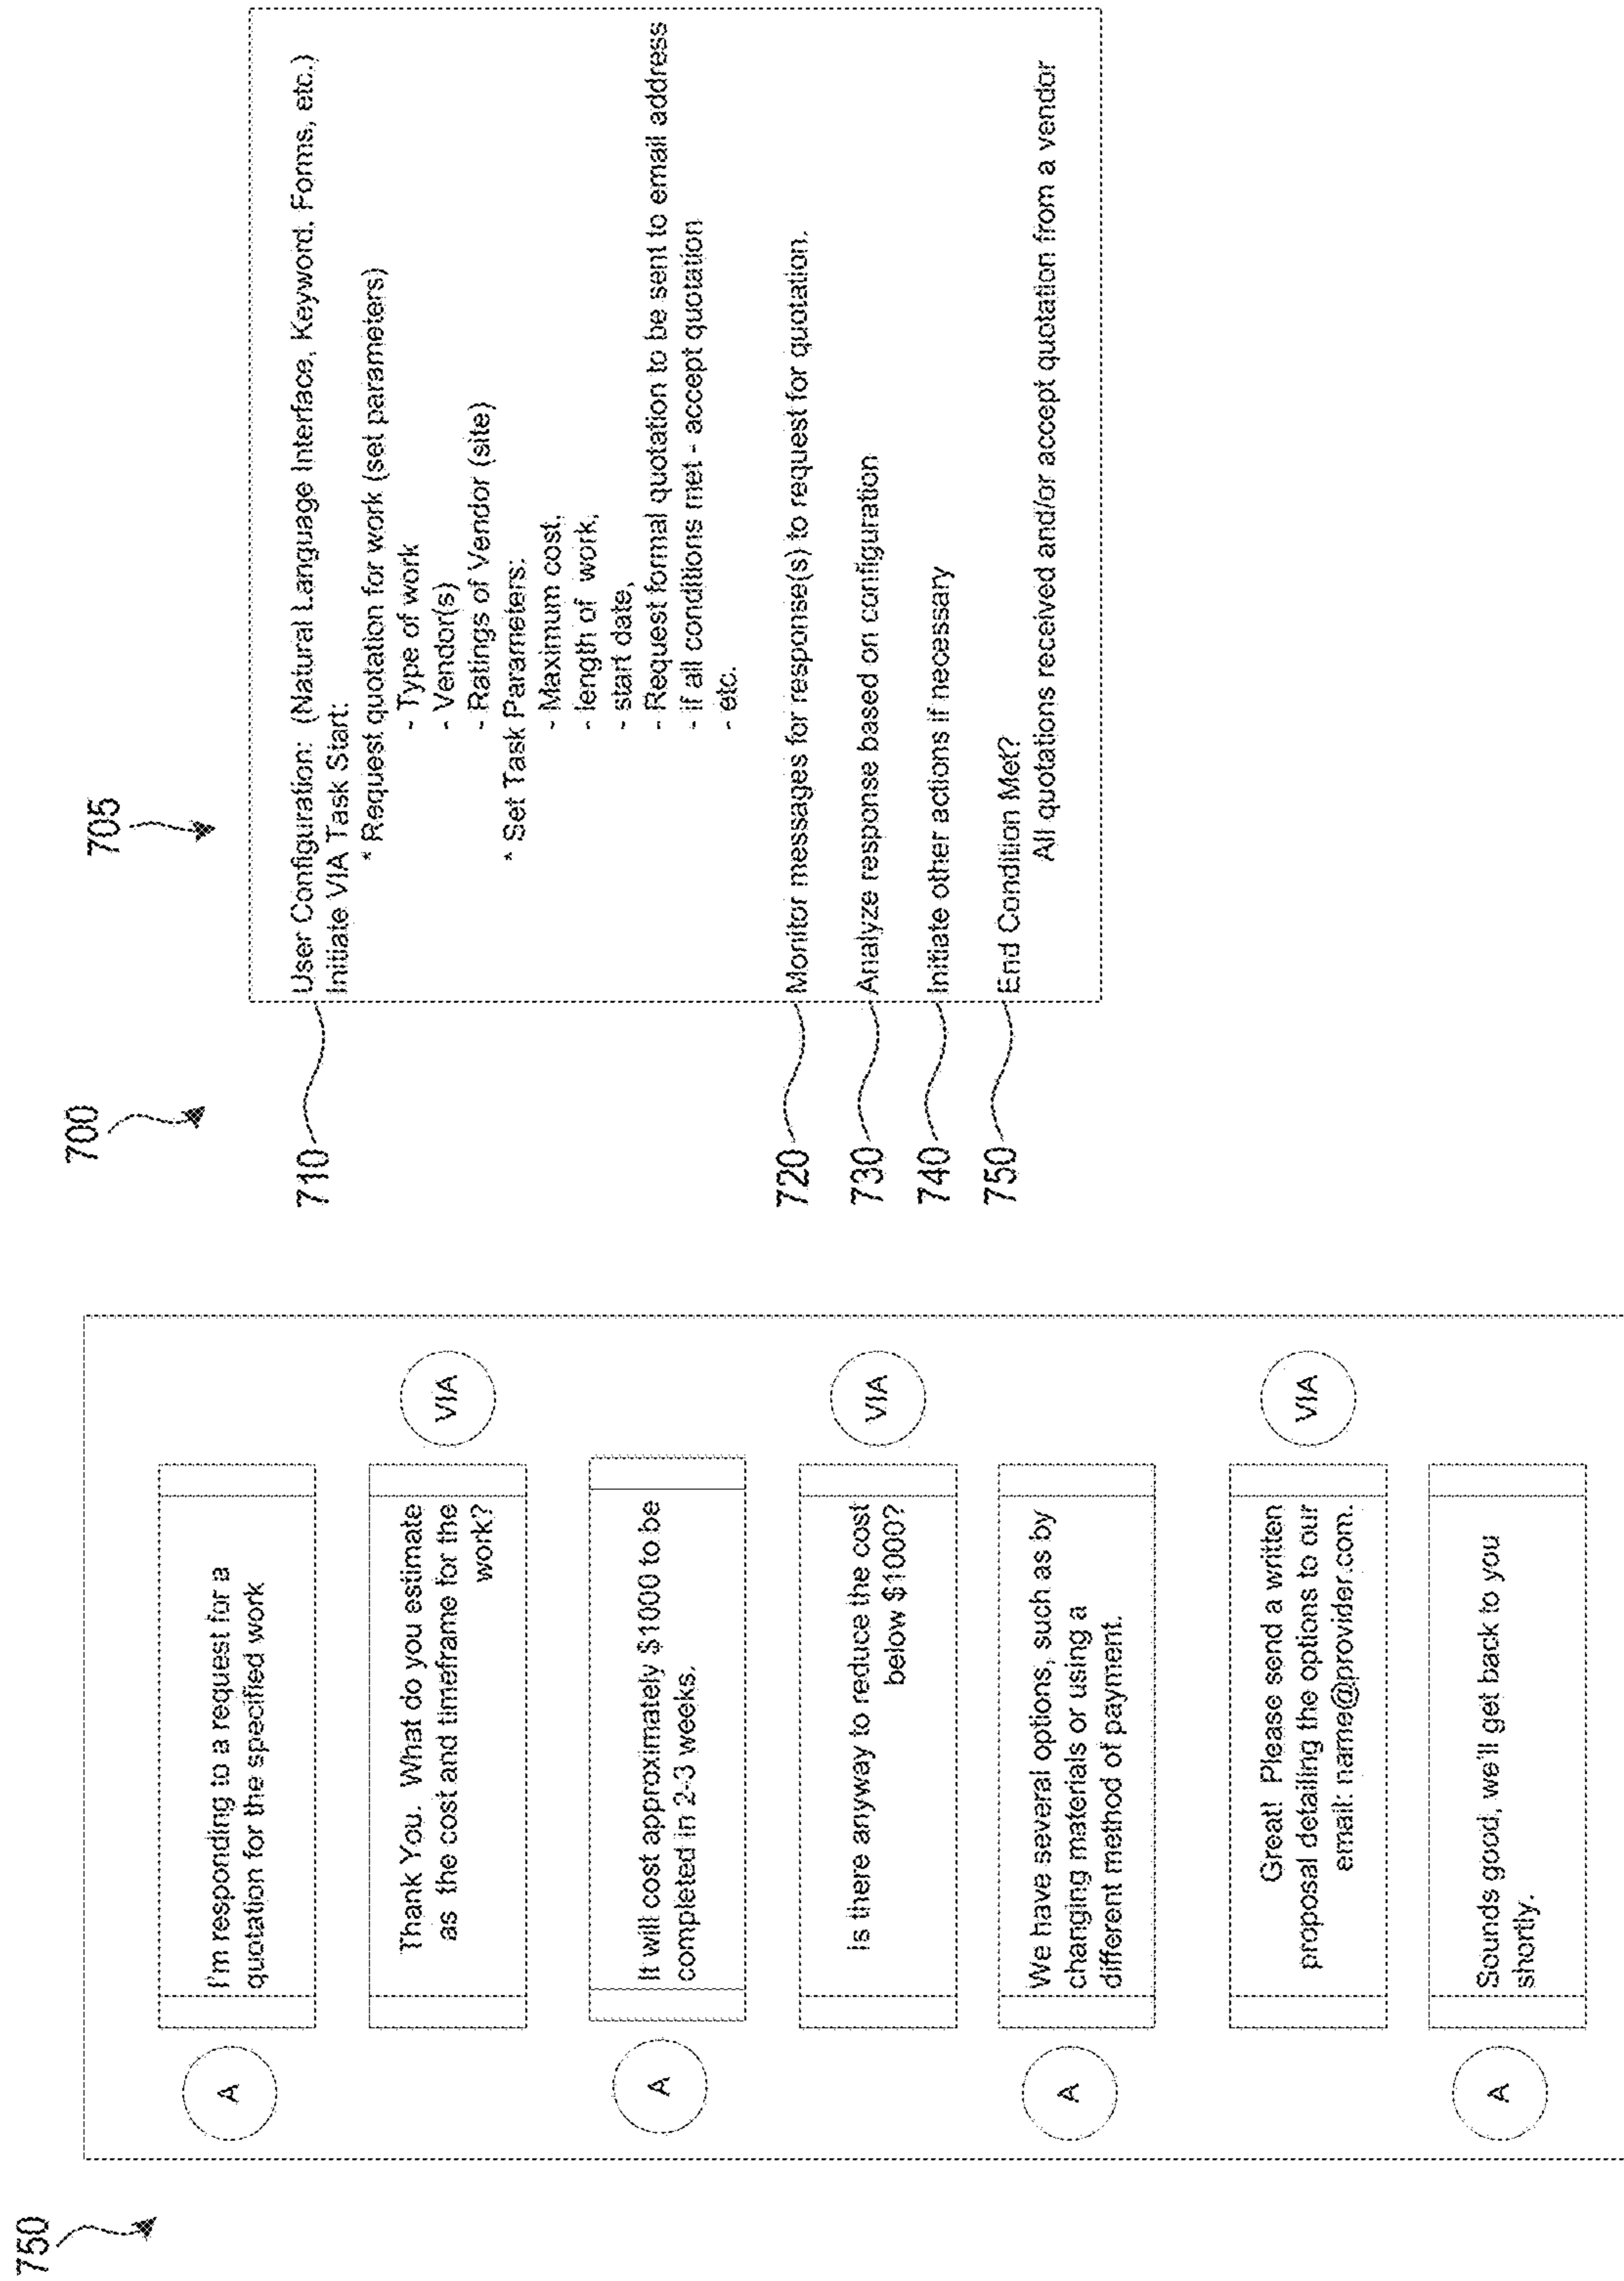 750
A
I'm responding to a request for a
quotation for the specified work
Thank You. What do you estimate
as the cost and timeframe for the
work?
VIA
A
It will cost approximately $1000 to be
completed in 2-3 weeks.
Is there anyway to reduce the cost
below $1000?
VIA
A
We have several options, such as by
changing materials or using a
different method of payment.
Great! Please send a written
proposal detailing the options to our
email: name@provider.com.
VIA
A
Sounds good, we'll get back to you
shortly.
700
705
710
User Configuration: (Natural Language Interface, Keyword, Forms, etc.)
Initiate VIA Task Start:
* Request quotation for work (set parameters)
- Type of work
- Vendor(s)
- Ratings of Vendor (site)
* Set Task Parameters:
- Maximum cost,
- length of work,
- start date,
- Request formal quotation to be sent to email address
- if all conditions met - accept quotation
- etc.
720
Monitor messages for response(s) to request for quotation.
730
Analyze response based on configuration
740
Initiate other actions if necessary
750
End Condition Met?
All quotations received and/or accept quotation from a vendor